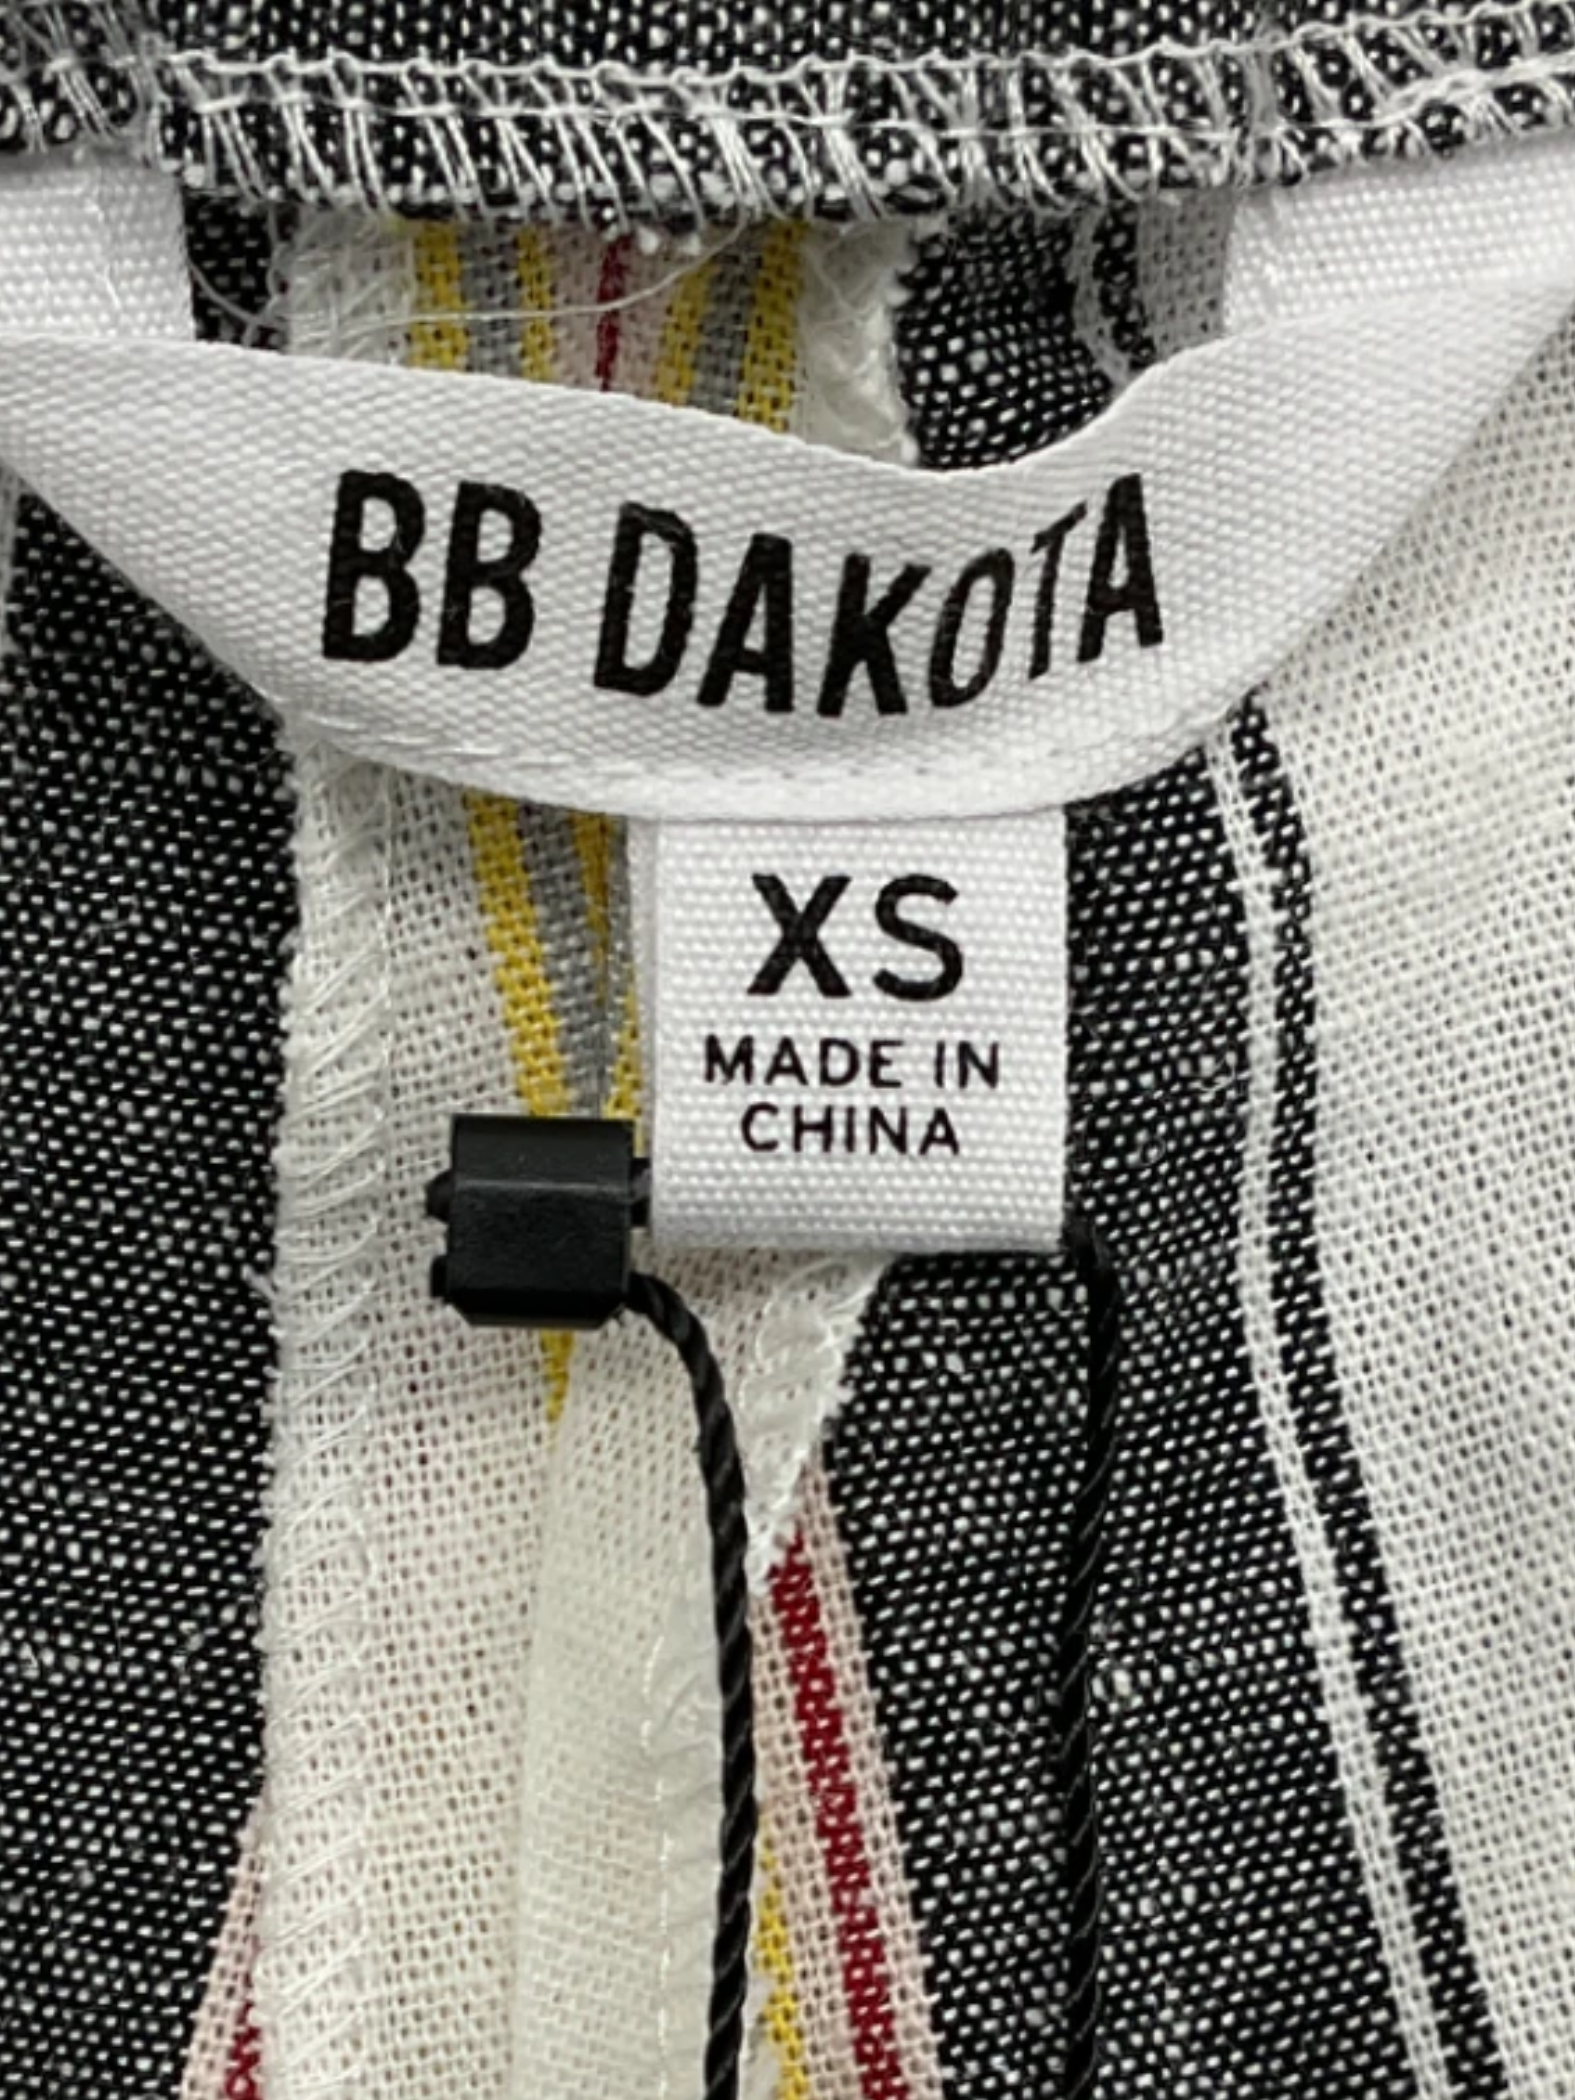 BB DAKOTA
XS
MADE IN
CHINA